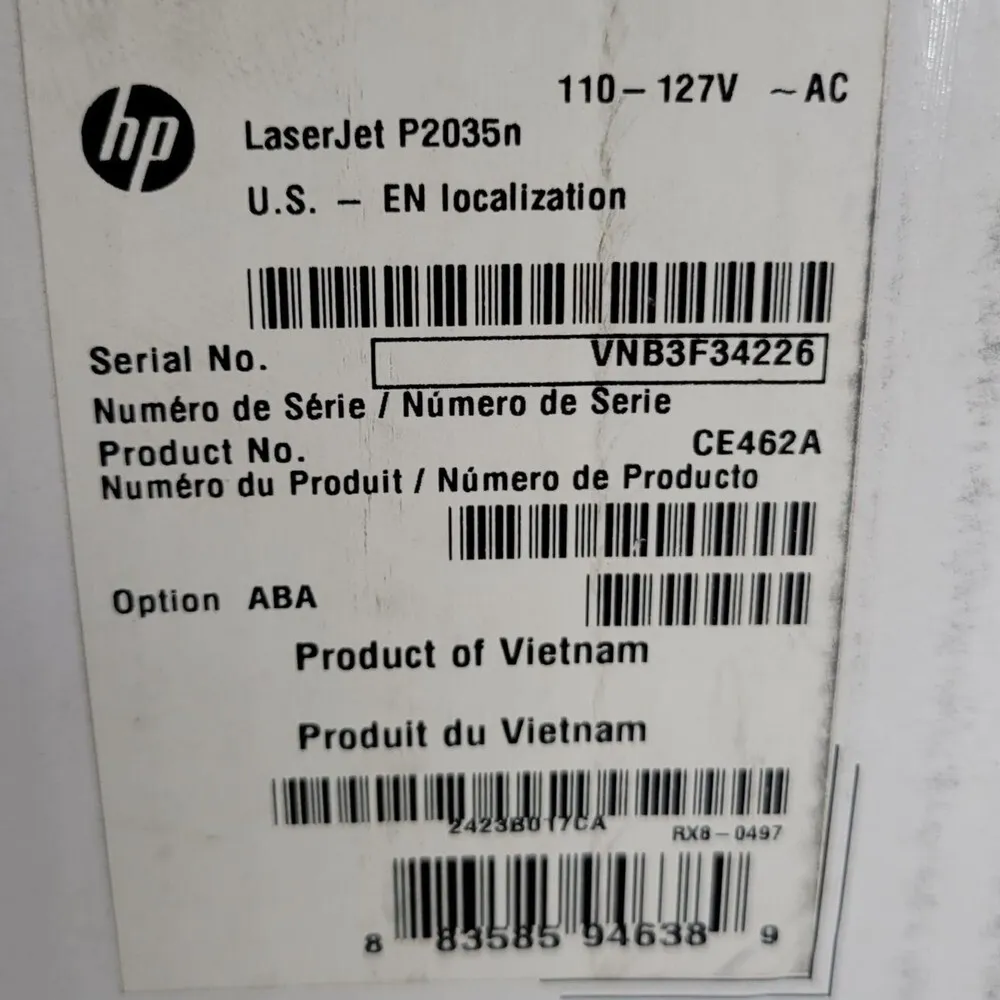 110 – 127V ~ AC
hp
LaserJet P2035n
U.S. – EN localization
Serial No. VNB3F34226
Numéro de Série / Número de Serie
Product No. CE462A
Numéro du Produit / Número de Producto
Option ABA
Product of Vietnam
Produit du Vietnam
2423B017CA
RX8 – 0497
8 83585 94638 9